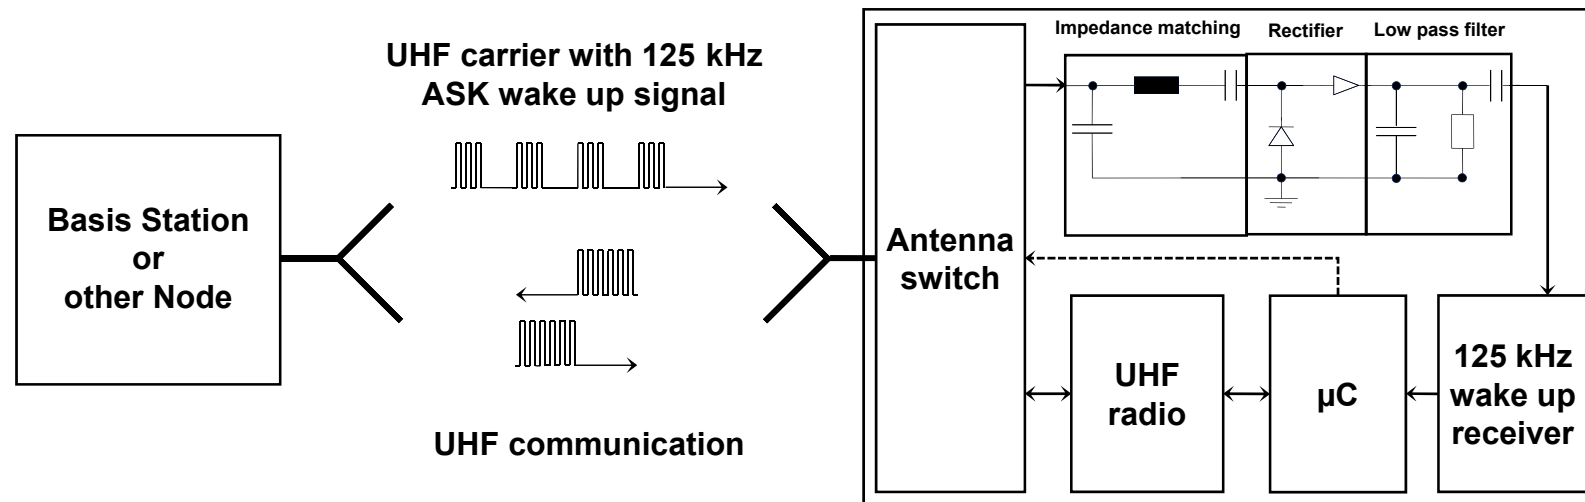 UHF carrier with 125 kHz
ASK wake up signal
Impedance matching
Rectifier
Low pass filter
Basis Station
or
other Node
Antenna
switch
UHF
radio
µC
125 kHz
wake up
receiver
UHF communication